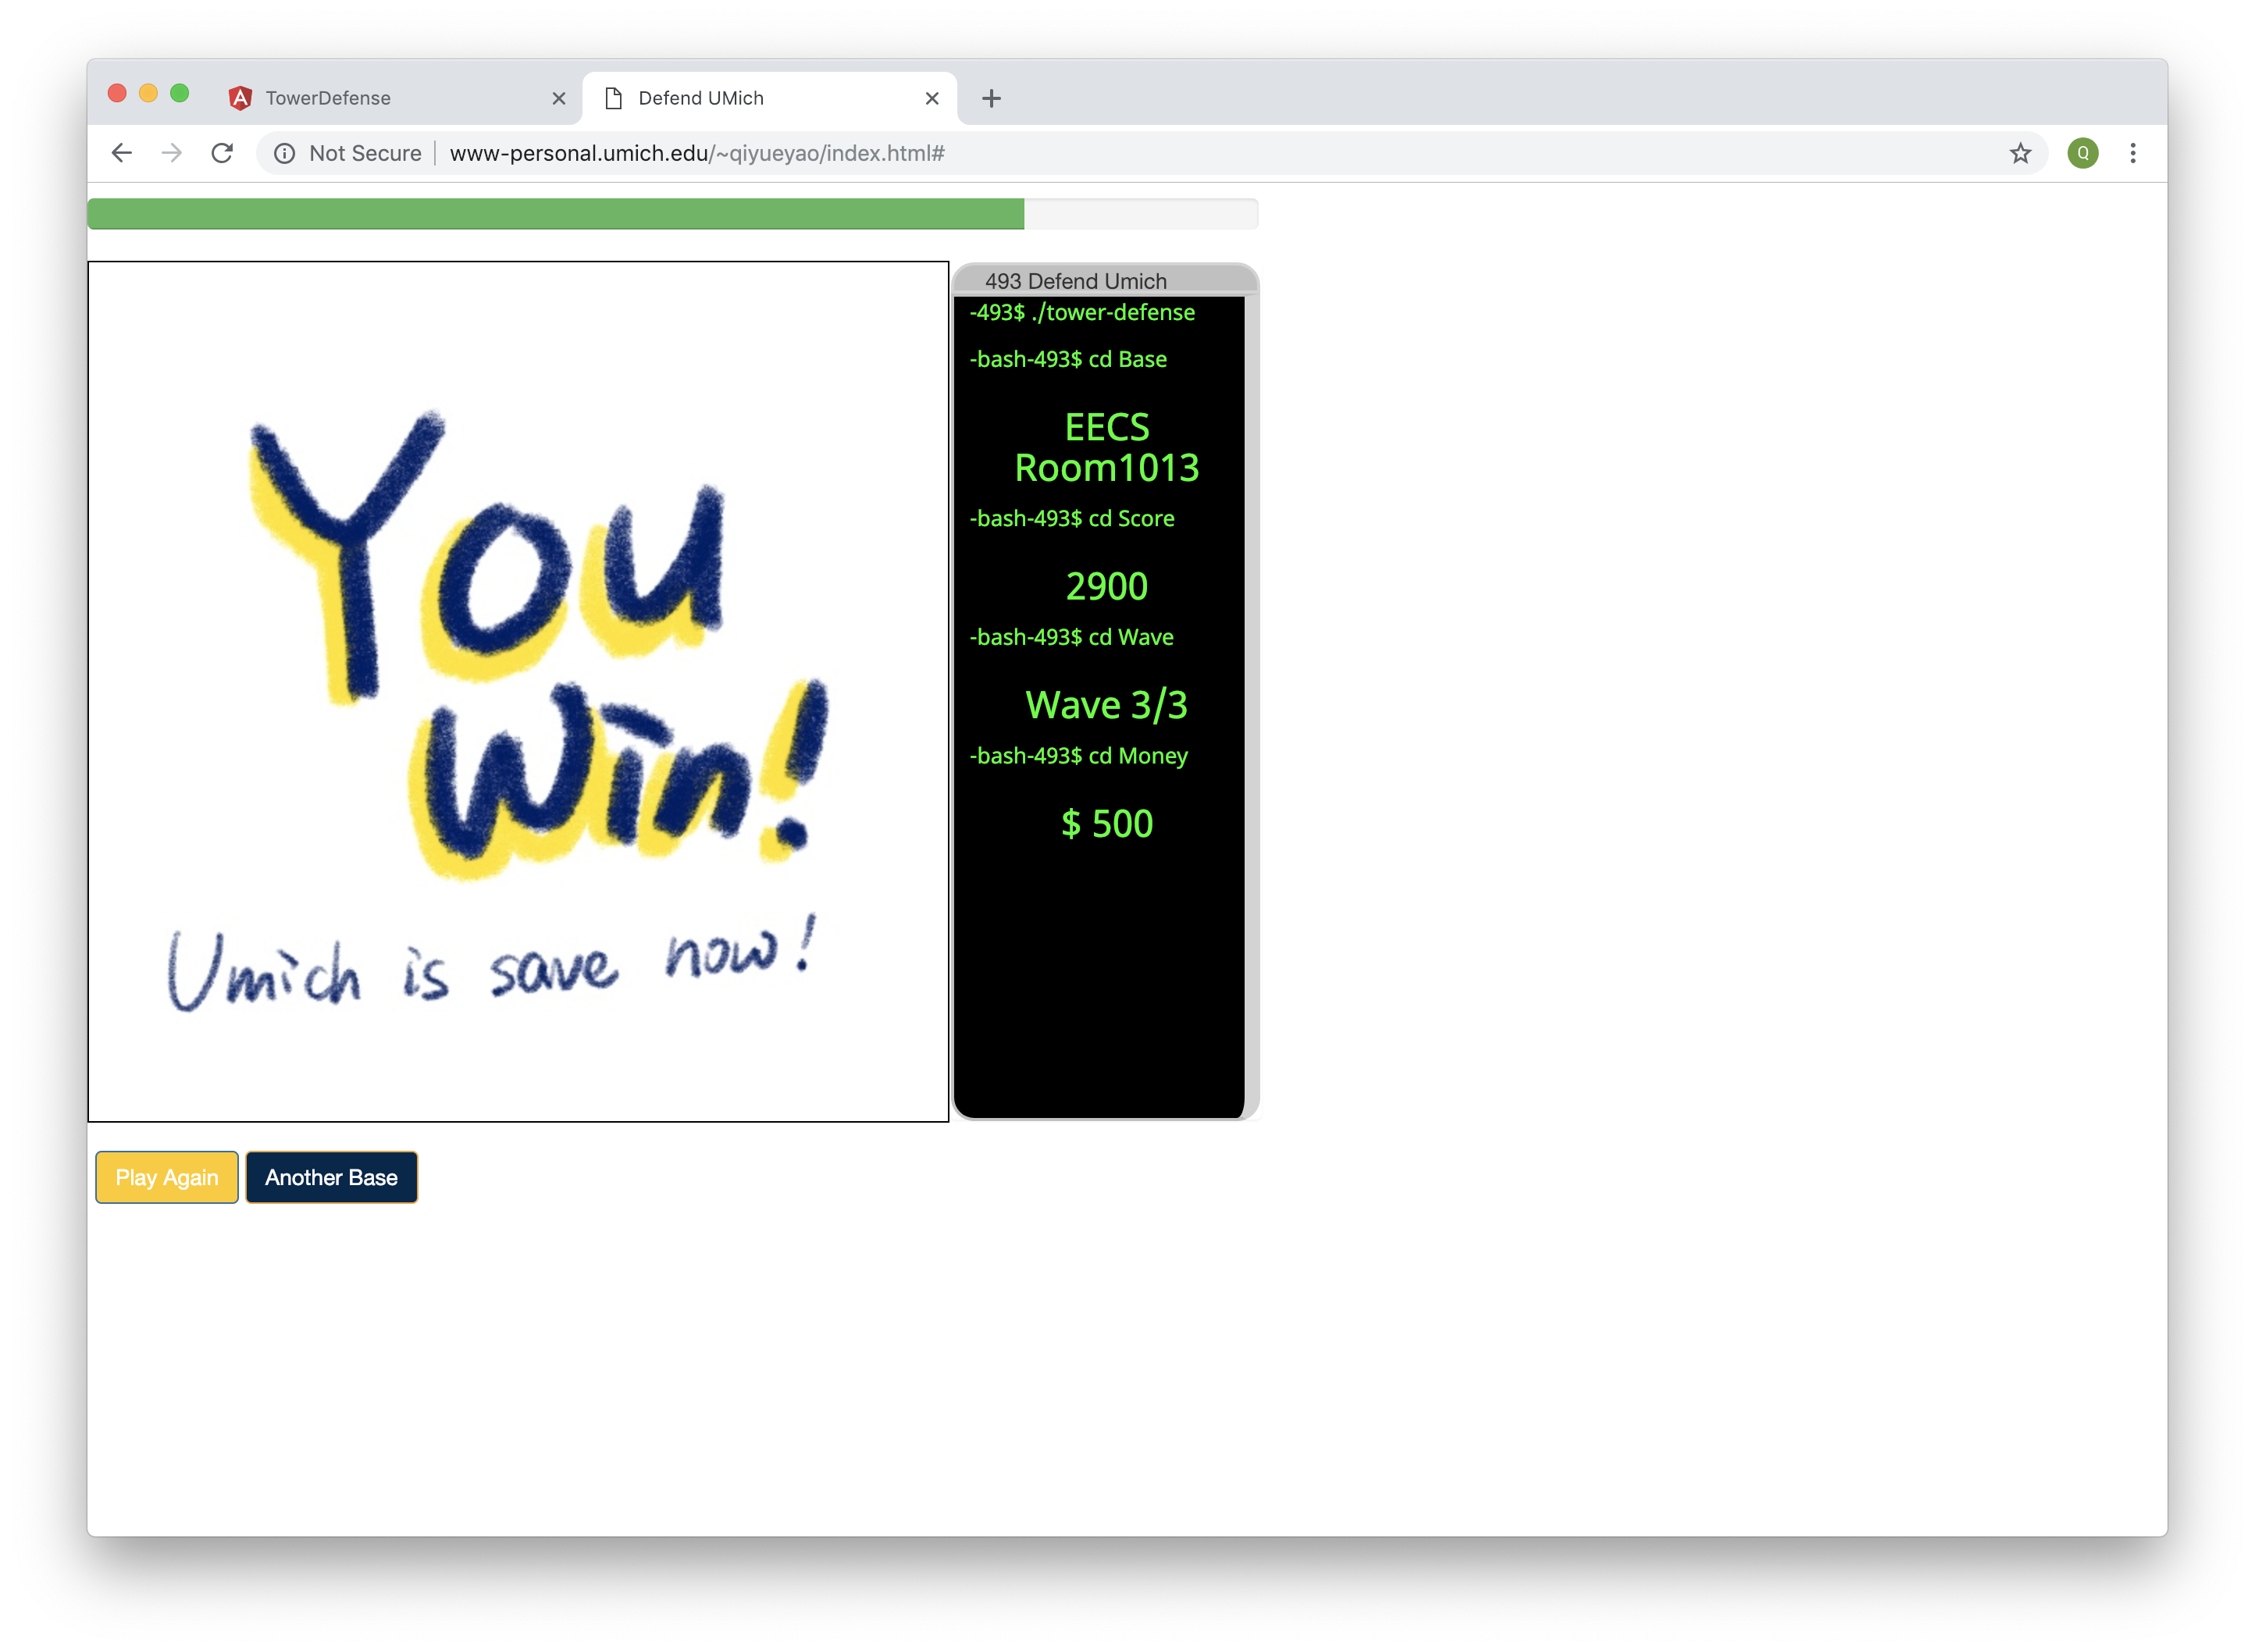 TowerDefense
Defend UMich
Not Secure www-personal.umich.edu/~qiyueyao/index.html#
Q
493 Defend Umich
-493$ ./tower-defense
-bash-493$ cd Base
EECS
Room1013
-bash-493$ cd Score
2900
-bash-493$ cd Wave
Wave 3/3
-bash-493$ cd Money
$ 500
You
Win!
Umich is save now!
Play Again
Another Base